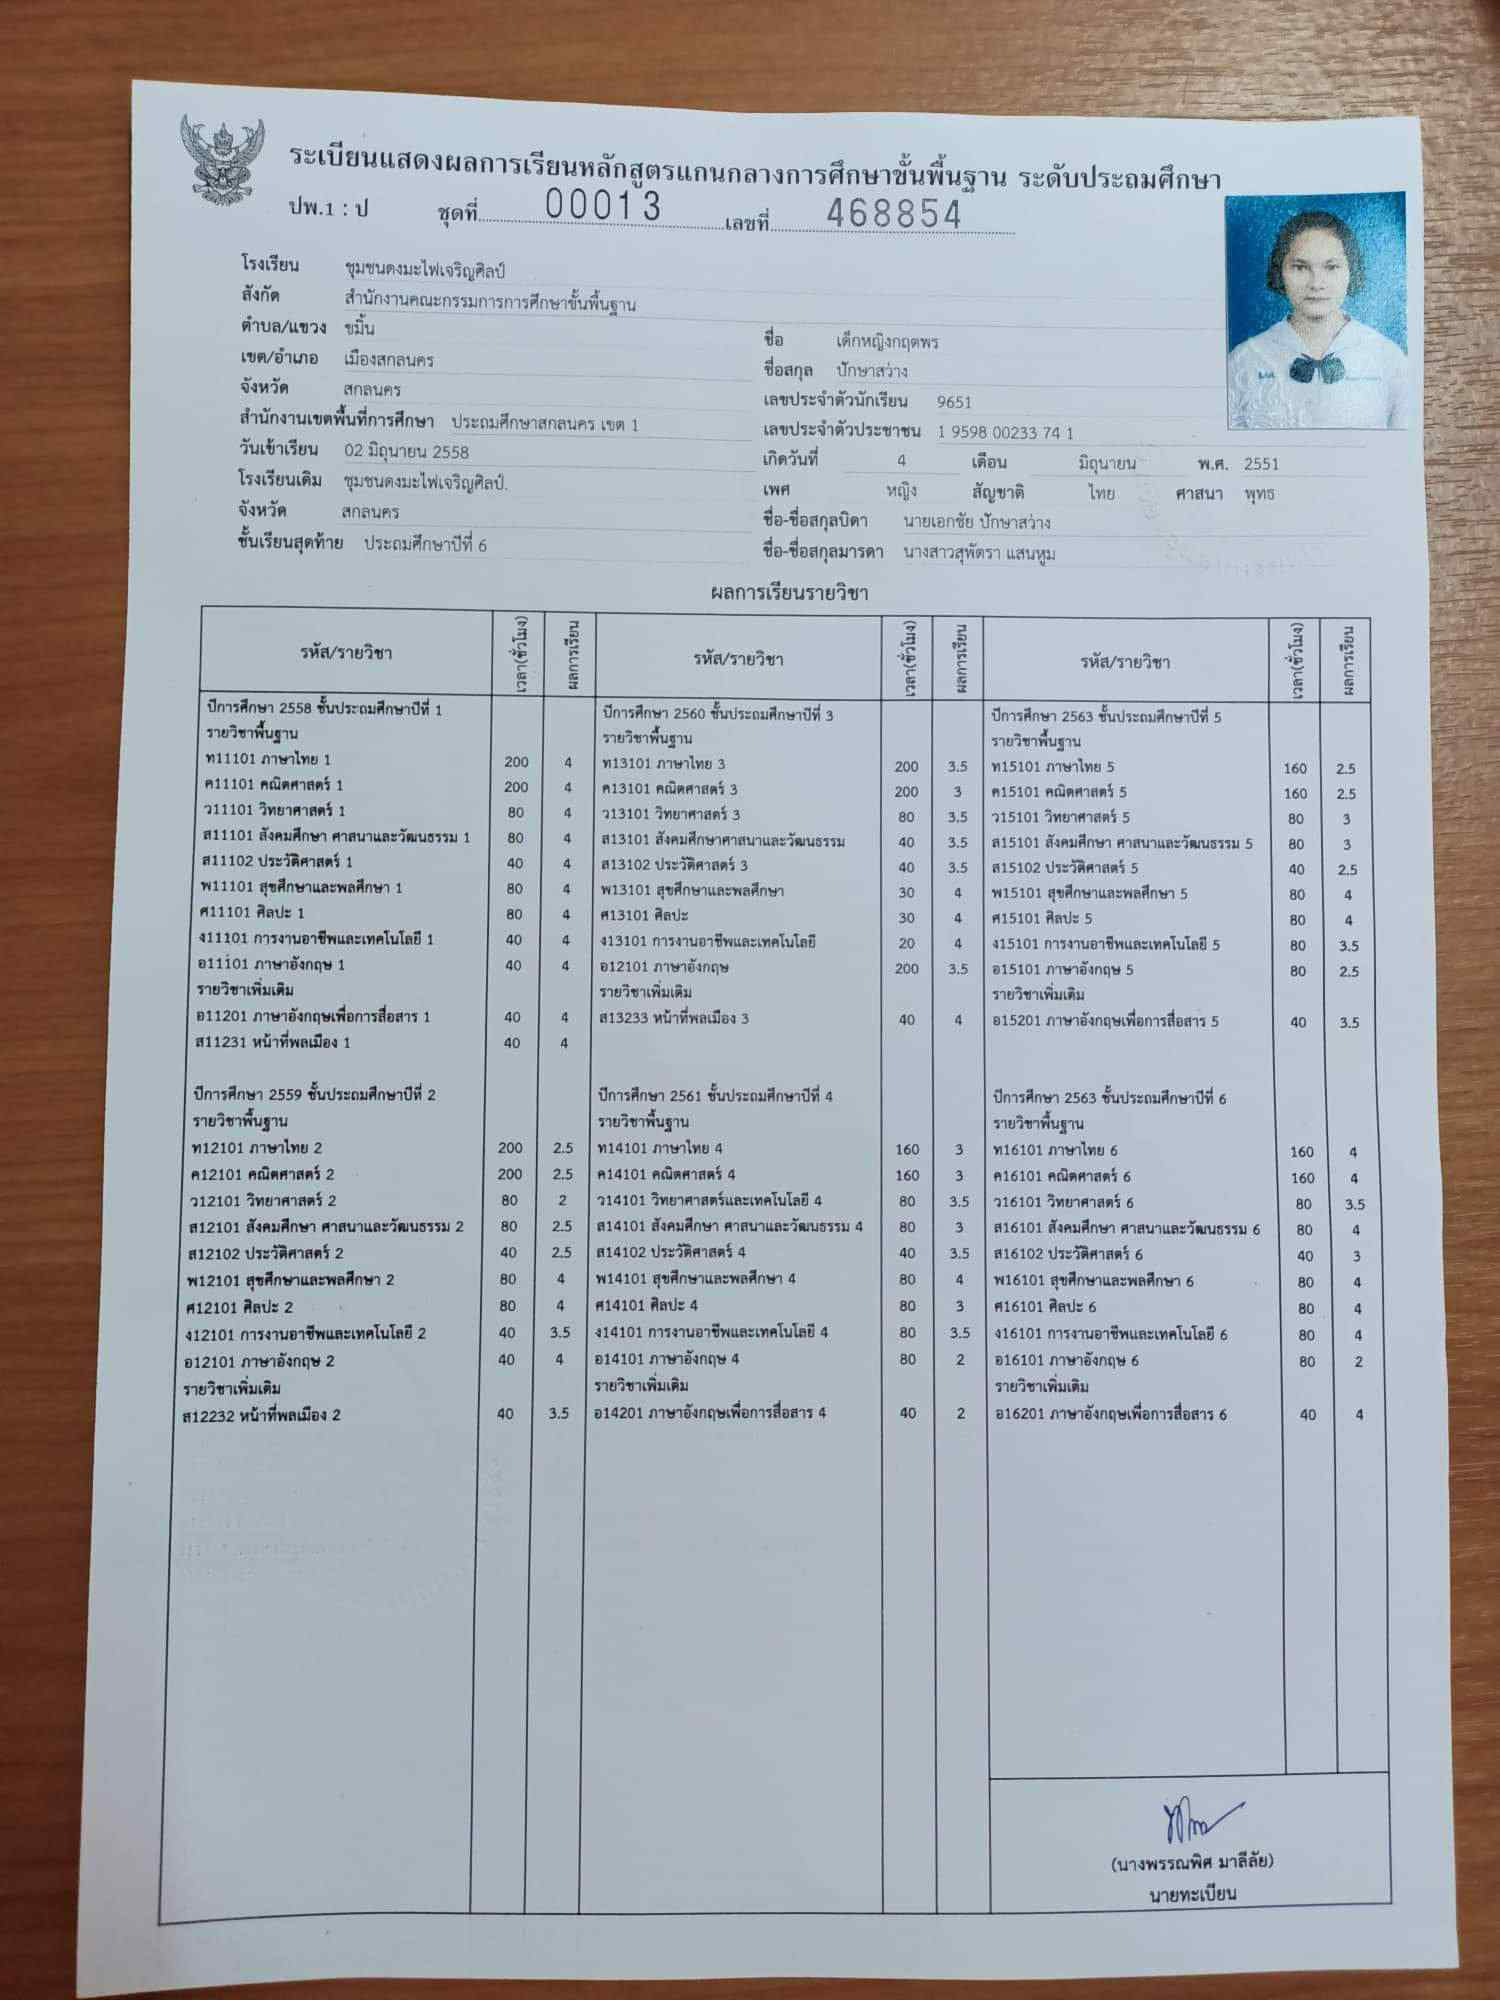 ระเบียนแสดงผลการเรียนหลักสูตรแกนกลางการศึกษาขั้นพื้นฐาน ระดับประถมศึกษา
ปพ.1 : ป ชุดที่ 00013 เลขที่ 468854
โรงเรียน ชุมชนดงมะไฟเจริญศิลป์
สังกัด สำนักงานคณะกรรมการการศึกษาขั้นพื้นฐาน
ตำบล/แขวง ขมิ้น
เขต/อำเภอ เมืองสกลนคร
จังหวัด สกลนคร
สำนักงานเขตพื้นที่การศึกษา ประถมศึกษาสกลนคร เขต 1
วันเข้าเรียน 02 มิถุนายน 2558
โรงเรียนเดิม ชุมชนดงมะไฟเจริญศิลป์.
จังหวัด สกลนคร
ชั้นเรียนสุดท้าย ประถมศึกษาปีที่ 6
ชื่อ เด็กหญิงกฤตพร
ชื่อสกุล ปักษาสว่าง
เลขประจำตัวนักเรียน 9651
เลขประจำตัวประชาชน 1 9598 00233 74 1
เกิดวันที่ 4 เดือน มิถุนายน พ.ศ. 2551
เพศ หญิง สัญชาติ ไทย ศาสนา พุทธ
ชื่อ-ชื่อสกุลบิดา นายเอกชัย ปักษาสว่าง
ชื่อ-ชื่อสกุลมารดา นางสาวสุพัตรา แสนหูม
ผลการเรียนรายวิชา
รหัส/รายวิชา เวลา(ชั่วโมง) ผลการเรียน รหัส/รายวิชา เวลา(ชั่วโมง) ผลการเรียน รหัส/รายวิชา เวลา(ชั่วโมง) ผลการเรียน
ปีการศึกษา 2558 ชั้นประถมศึกษาปีที่ 1
รายวิชาพื้นฐาน
ท11101 ภาษาไทย 1 200 4
ค11101 คณิตศาสตร์ 1 200 4
ว11101 วิทยาศาสตร์ 1 80 4
ส11101 สังคมศึกษา ศาสนาและวัฒนธรรม 1 80 4
ส11102 ประวัติศาสตร์ 1 40 4
พ11101 สุขศึกษาและพลศึกษา 1 80 4
ศ11101 ศิลปะ 1 80 4
ง11101 การงานอาชีพและเทคโนโลยี 1 40 4
อ11101 ภาษาอังกฤษ 1 40 4
รายวิชาเพิ่มเติม
อ11201 ภาษาอังกฤษเพื่อการสื่อสาร 1 40 4
ส11231 หน้าที่พลเมือง 1 40 4
ปีการศึกษา 2559 ชั้นประถมศึกษาปีที่ 2
รายวิชาพื้นฐาน
ท12101 ภาษาไทย 2 200 2.5
ค12101 คณิตศาสตร์ 2 200 2.5
ว12101 วิทยาศาสตร์ 2 80 2
ส12101 สังคมศึกษา ศาสนาและวัฒนธรรม 2 80 2.5
ส12102 ประวัติศาสตร์ 2 40 2.5
พ12101 สุขศึกษาและพลศึกษา 2 80 4
ศ12101 ศิลปะ 2 80 4
ง12101 การงานอาชีพและเทคโนโลยี 2 40 3.5
อ12101 ภาษาอังกฤษ 2 40 4
รายวิชาเพิ่มเติม
ส12232 หน้าที่พลเมือง 2 40 3.5
ปีการศึกษา 2560 ชั้นประถมศึกษาปีที่ 3
รายวิชาพื้นฐาน
ท13101 ภาษาไทย 3 200 3.5
ค13101 คณิตศาสตร์ 3 200 3
ว13101 วิทยาศาสตร์ 3 80 3.5
ส13101 สังคมศึกษาศาสนาและวัฒนธรรม 40 3.5
ส13102 ประวัติศาสตร์ 3 40 3.5
พ13101 สุขศึกษาและพลศึกษา 30 4
ศ13101 ศิลปะ 30 4
ง13101 การงานอาชีพและเทคโนโลยี 20 4
อ12101 ภาษาอังกฤษ 200 3.5
รายวิชาเพิ่มเติม
ส13233 หน้าที่พลเมือง 3 40 4
ปีการศึกษา 2561 ชั้นประถมศึกษาปีที่ 4
รายวิชาพื้นฐาน
ท14101 ภาษาไทย 4 160 3
ค14101 คณิตศาสตร์ 4 160 3
ว14101 วิทยาศาสตร์และเทคโนโลยี 4 80 3.5
ส14101 สังคมศึกษา ศาสนาและวัฒนธรรม 4 80 3
ส14102 ประวัติศาสตร์ 4 40 3.5
พ14101 สุขศึกษาและพลศึกษา 4 80 4
ศ14101 ศิลปะ 4 80 3
ง14101 การงานอาชีพและเทคโนโลยี 4 80 3.5
อ14101 ภาษาอังกฤษ 4 80 2
รายวิชาเพิ่มเติม
อ14201 ภาษาอังกฤษเพื่อการสื่อสาร 4 40 2
ปีการศึกษา 2563 ชั้นประถมศึกษาปีที่ 5
รายวิชาพื้นฐาน
ท15101 ภาษาไทย 5 160 2.5
ค15101 คณิตศาสตร์ 5 160 2.5
ว15101 วิทยาศาสตร์ 5 80 3
ส15101 สังคมศึกษา ศาสนาและวัฒนธรรม 5 80 3
ส15102 ประวัติศาสตร์ 5 40 2.5
พ15101 สุขศึกษาและพลศึกษา 5 80 4
ศ15101 ศิลปะ 5 80 4
ง15101 การงานอาชีพและเทคโนโลยี 5 80 3.5
อ15101 ภาษาอังกฤษ 5 80 2.5
รายวิชาเพิ่มเติม
อ15201 ภาษาอังกฤษเพื่อการสื่อสาร 5 40 3.5
ปีการศึกษา 2563 ชั้นประถมศึกษาปีที่ 6
รายวิชาพื้นฐาน
ท16101 ภาษาไทย 6 160 4
ค16101 คณิตศาสตร์ 6 160 4
ว16101 วิทยาศาสตร์ 6 80 3.5
ส16101 สังคมศึกษา ศาสนาและวัฒนธรรม 6 80 4
ส16102 ประวัติศาสตร์ 6 40 3
พ16101 สุขศึกษาและพลศึกษา 6 80 4
ศ16101 ศิลปะ 6 80 4
ง16101 การงานอาชีพและเทคโนโลยี 6 80 4
อ16101 ภาษาอังกฤษ 6 80 2
รายวิชาเพิ่มเติม
อ16201 ภาษาอังกฤษเพื่อการสื่อสาร 6 40 4
(นางพรรณพิศ มาลีลัย)
นายทะเบียน